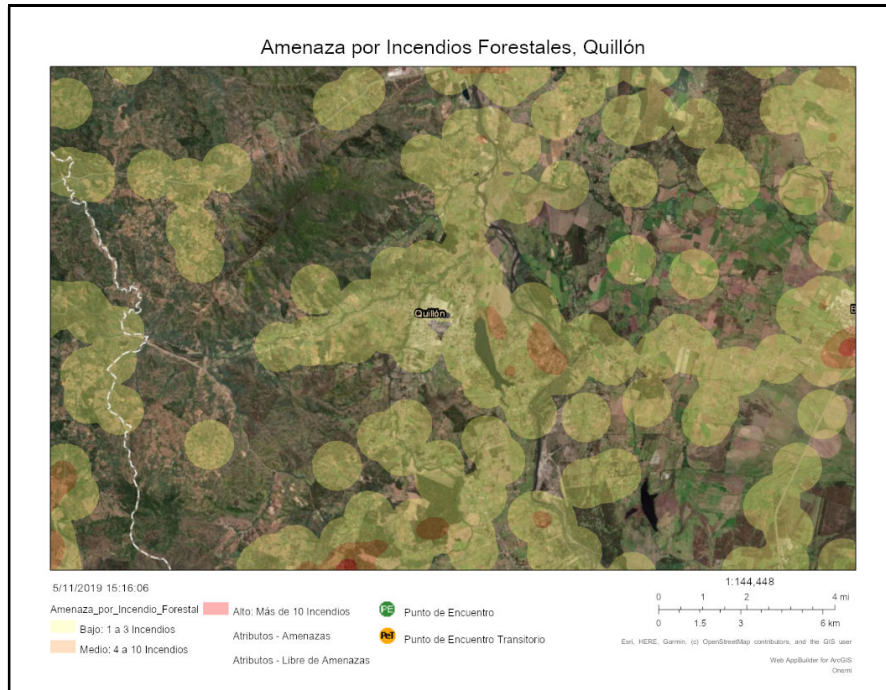 Amenaza por Incendios Forestales, Quillón
Quillón
5/11/2019 15:16:06
Amenaza_por_Incendio_Forestal
Bajo: 1 a 3 Incendios
Medio: 4 a 10 Incendios
Alto: Más de 10 Incendios
Atributos - Amenazas
Atributos - Libre de Amenazas
PE
Punto de Encuentro
PeT
Punto de Encuentro Transitorio
1:144,448
0 1 2 4 mi
0 1.5 3 6 km
Esri, HERE, Garmin, (c) OpenStreetMap contributors, and the GIS user
Web AppBuilder for ArcGIS
Onemi